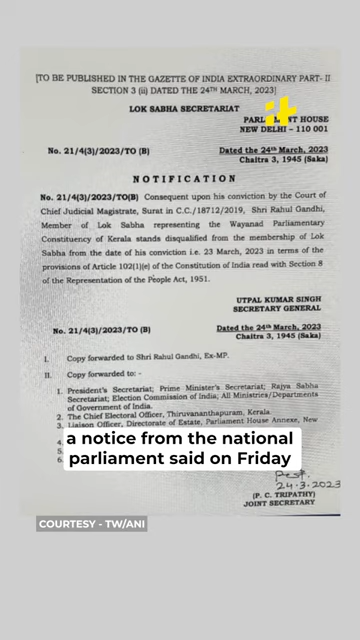 [TO BE PUBLISHED IN THE GAZETTE OF INDIA EXTRAORDINARY PART- II
SECTION 3 (ii) DATED THE 24TH MARCH, 2023]
LOK SABHA SECRETARIAT
it
HOUSE
NEW DELHI – 110 001
No. 21/4(3)/2023/TO (B)
Dated the 24th March, 2023
Chaitra 3, 1945 (Saka)
NOTIFICATION
No. 21/4(3)/2023/TO(B) Consequent upon his conviction by the Court of
Chief Judicial Magistrate, Surat in C.C./18712/2019, Shri Rahul Gandhi,
Member of Lok Sabha representing the Wayanad Parliamentary
Constituency of Kerala stands disqualified from the membership of Lok
Sabha from the date of his conviction i.e. 23 March, 2023 in terms of the
provisions of Article 102(1)(e) of the Constitution of India read with Section 8
of the Representation of the People Act, 1951.
UTPAL KUMAR SINGH
SECRETARY GENERAL
No. 21/4(3)/2023/TO (B)
Dated the 24th March, 2023
Chaitra 3, 1945 (Saka)
I. Copy forwarded to Shri Rahul Gandhi, Ex-MP.
II. Copy forwarded to: -
1. President's Secretariat; Prime Minister's Secretariat; Rajya Sabha
Secretariat; Election Commission of India; All Ministries/Departments
of Government of India.
2. The Chief Electoral Officer, Thiruvananthapuram, Kerala.
3. Liaison Officer, Directorate of Estate, Parliament House Annexe, New
4.
5.
6.
a notice from the national
parliament said on Friday
24-3-2023
(P. C. TRIPATHY)
JOINT SECRETARY
COURTESY - TW/ANI